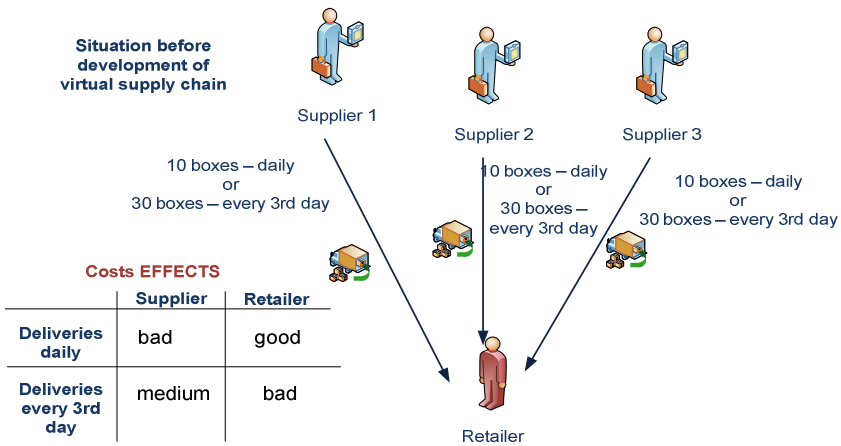 Situation before
development of
virtual supply chain
Supplier 1
Supplier 2
Supplier 3
10 boxes – daily
or
30 boxes – every 3rd day
10 boxes – daily
or
30 boxes –
every 3rd day
10 boxes – daily
or
30 boxes – every 3rd day
Costs EFFECTS
Supplier Retailer
Deliveries
daily
bad good
Deliveries
every 3rd
day
medium bad
Retailer